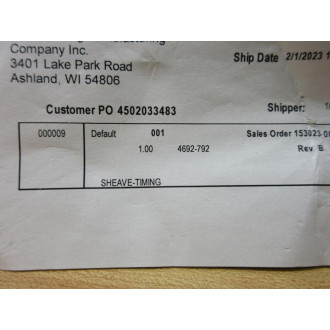 Company Inc.
3401 Lake Park Road
Ashland, WI 54806
Ship Date 2/1/2023
Customer PO 4502033483
Shipper:
000009 Default 001 Sales Order
1.00 4692-792 Rev. B
SHEAVE-TIMING